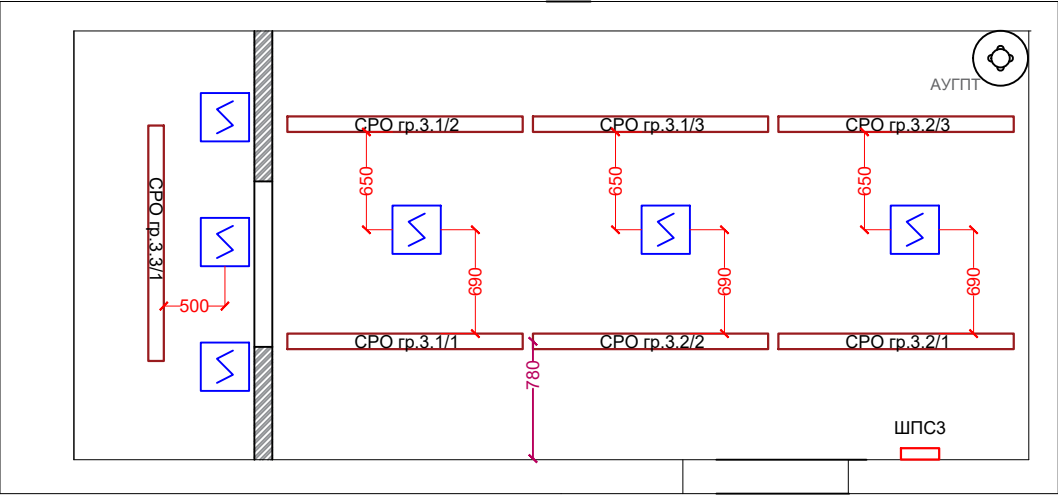 АУГПТ
СРО гр.3.1/2
СРО гр.3.1/3
СРО гр.3.2/3
650
650
650
СРО гр.3.3/1
690
690
690
500
СРО гр.3.1/1
СРО гр.3.2/2
СРО гр.3.2/1
780
ШПС3